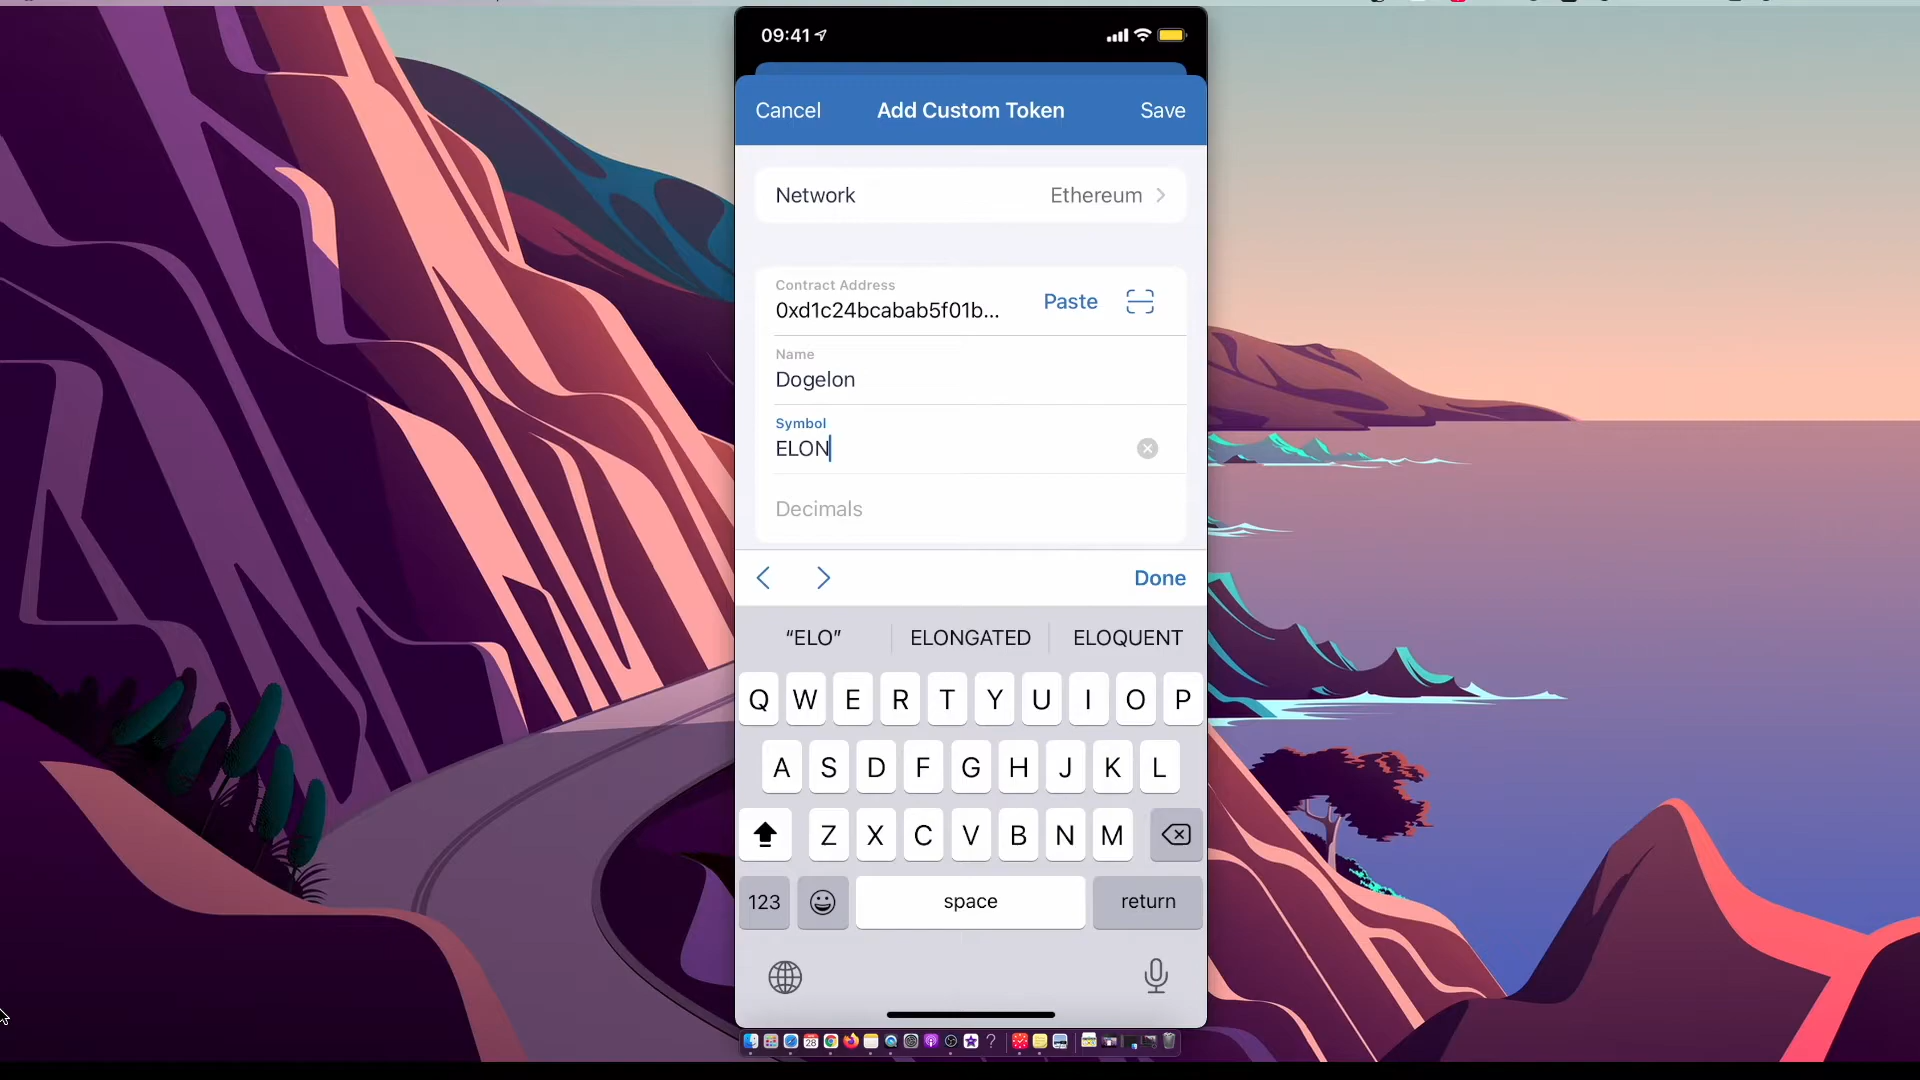 09:41
Cancel Add Custom Token Save
Network Ethereum
Contract Address
0xd1c24bcabab5f01b... Paste
Name
Dogelon
Symbol
ELON
Decimals
Done
“ELO” ELONGATED ELOQUENT
Q W E R T Y U I O P
A S D F G H J K L
Z X C V B N M
123 space return
28